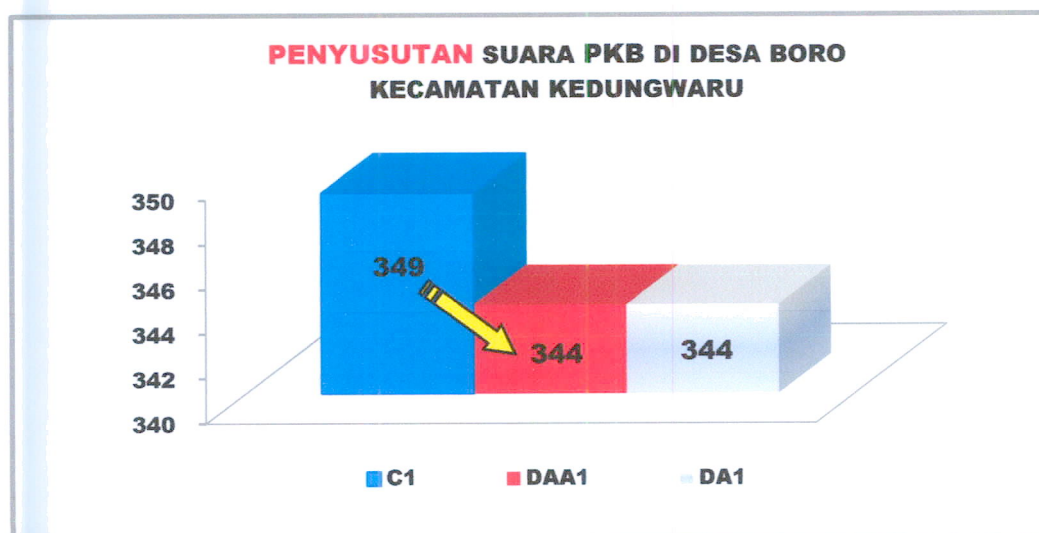 PENYUSUTAN SUARA PKB DI DESA BORO
KECAMATAN KEDUNGWARU
350
348
346
344
342
340
349
344
344
C1
DAA1
DA1